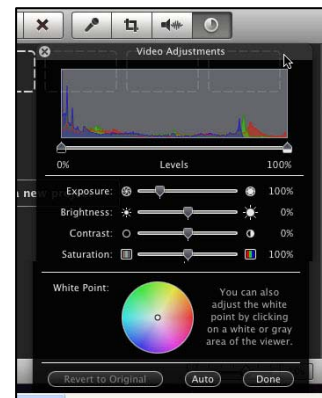 Video Adjustments
0% Levels 100%
Exposure: 100%
Brightness: 0%
Contrast: 0%
Saturation: 100%
White Point:
You can also
adjust the white
point by clicking
on a white or gray
area of the viewer.
Revert to Original Auto Done